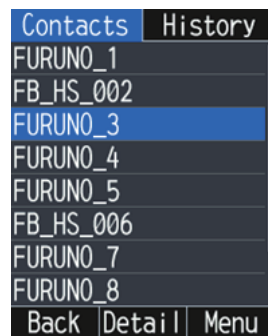 Contacts History
FURUNO_1
FB_HS_002
FURUNO_3
FURUNO_4
FURUNO_5
FB_HS_006
FURUNO_7
FURUNO_8
Back Detail Menu